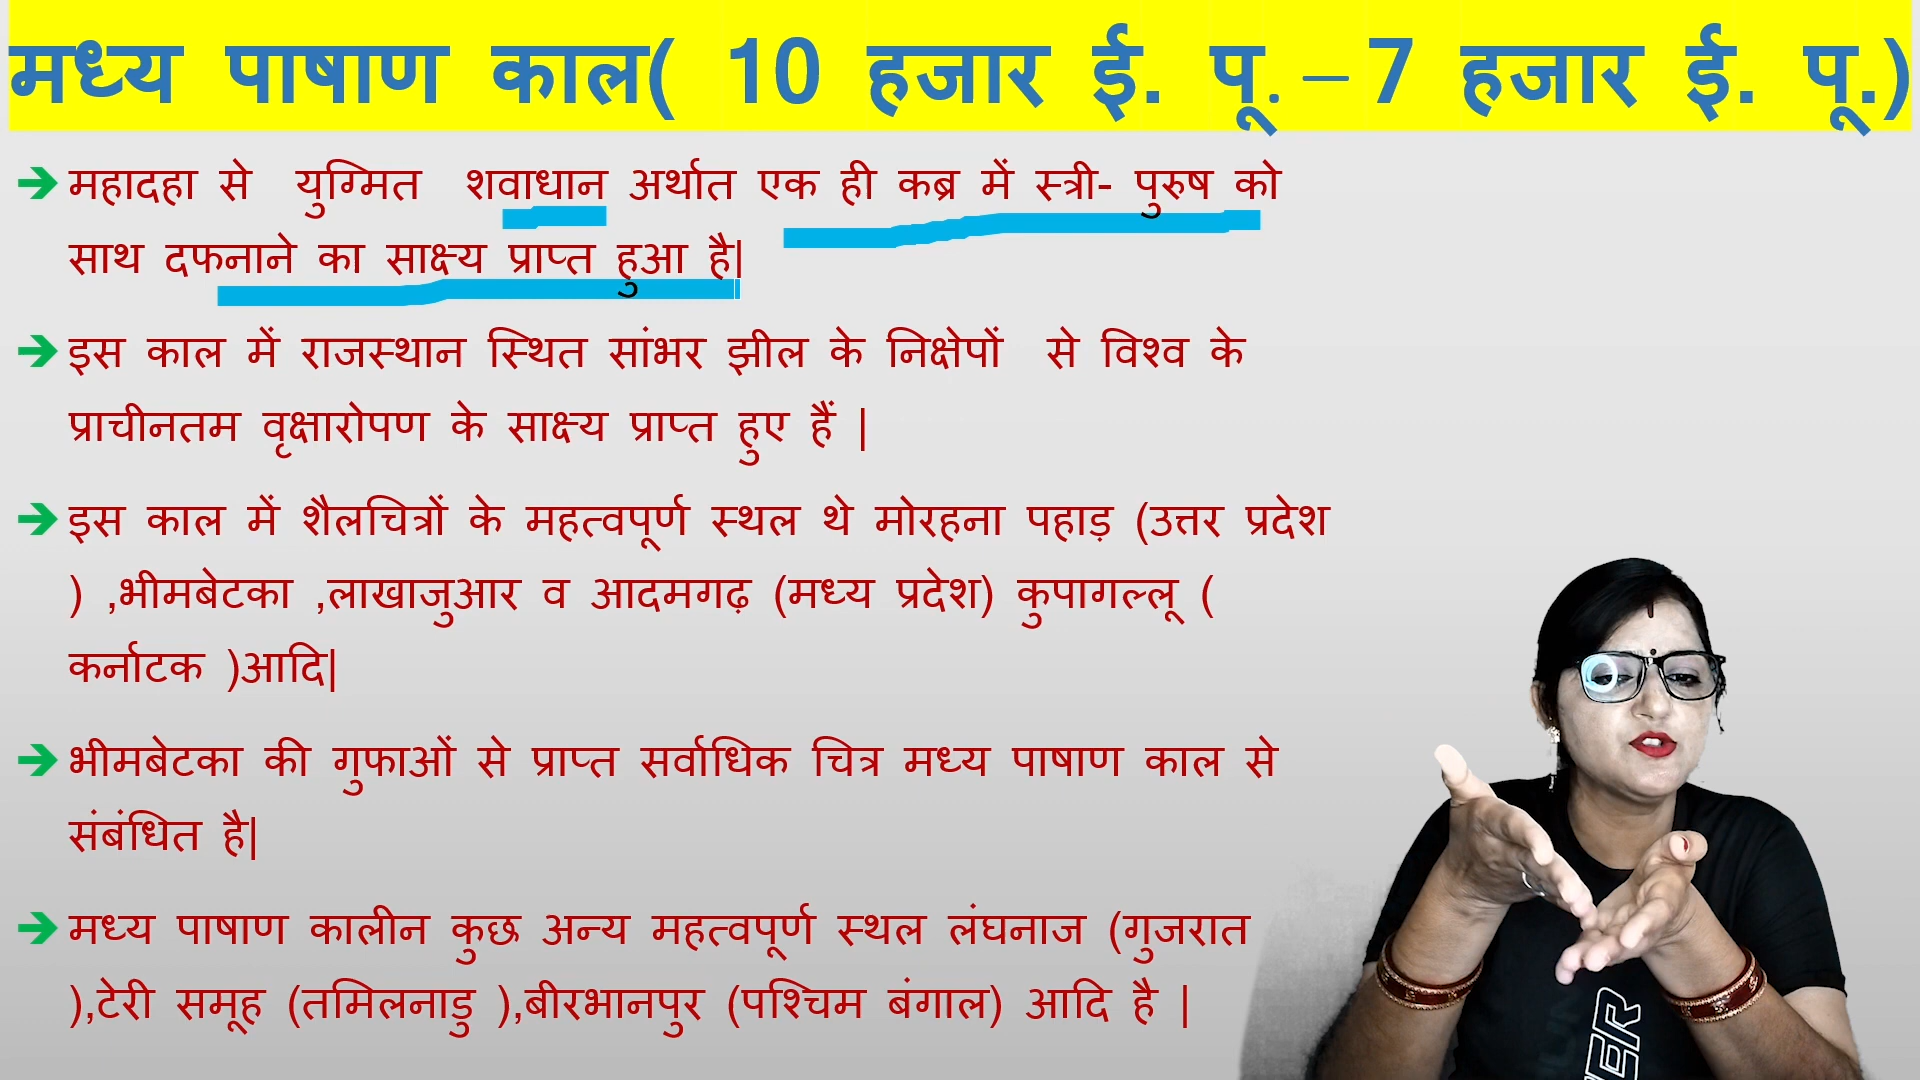 मध्य पाषाण काल( 10 हजार ई. पू. – 7 हजार ई. पू.)
➔ महादहा से युग्मित शवाधान अर्थात एक ही कब्र में स्त्री- पुरुष को
साथ दफनाने का साक्ष्य प्राप्त हुआ है|
➔ इस काल में राजस्थान स्थित सांभर झील के निक्षेपों से विश्व के
प्राचीनतम वृक्षारोपण के साक्ष्य प्राप्त हुए हैं |
➔ इस काल में शैलचित्रों के महत्वपूर्ण स्थल थे मोरहना पहाड़ (उत्तर प्रदेश
) ,भीमबेटका ,लाखाजुआर व आदमगढ़ (मध्य प्रदेश) कुपागल्लू (
कर्नाटक )आदि|
➔ भीमबेटका की गुफाओं से प्राप्त सर्वाधिक चित्र मध्य पाषाण काल से
संबंधित है|
➔ मध्य पाषाण कालीन कुछ अन्य महत्वपूर्ण स्थल लंघनाज (गुजरात
),टेरी समूह (तमिलनाडु ),बीरभानपुर (पश्चिम बंगाल) आदि है |